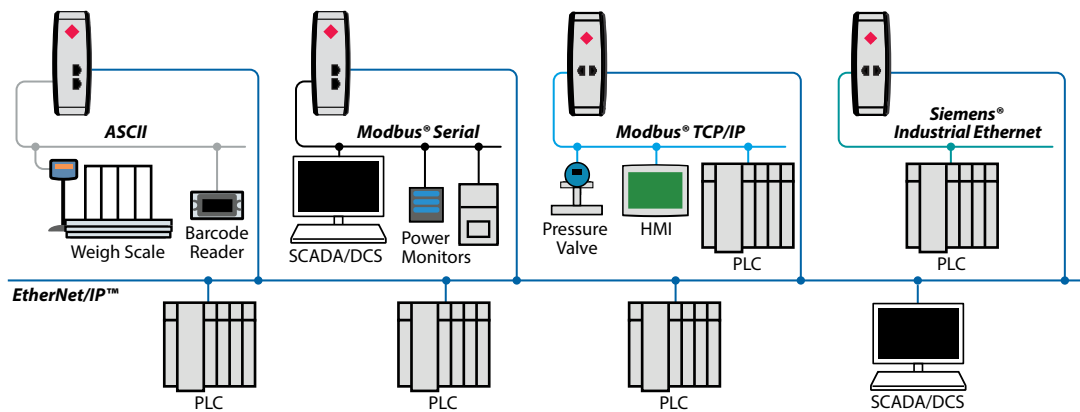 ASCII
Weigh Scale
Barcode
Reader
Modbus® Serial
SCADA/DCS
Power
Monitors
Modbus® TCP/IP
Pressure
Valve
HMI
PLC
Siemens®
Industrial Ethernet
PLC
EtherNet/IP™
PLC
PLC
PLC
SCADA/DCS